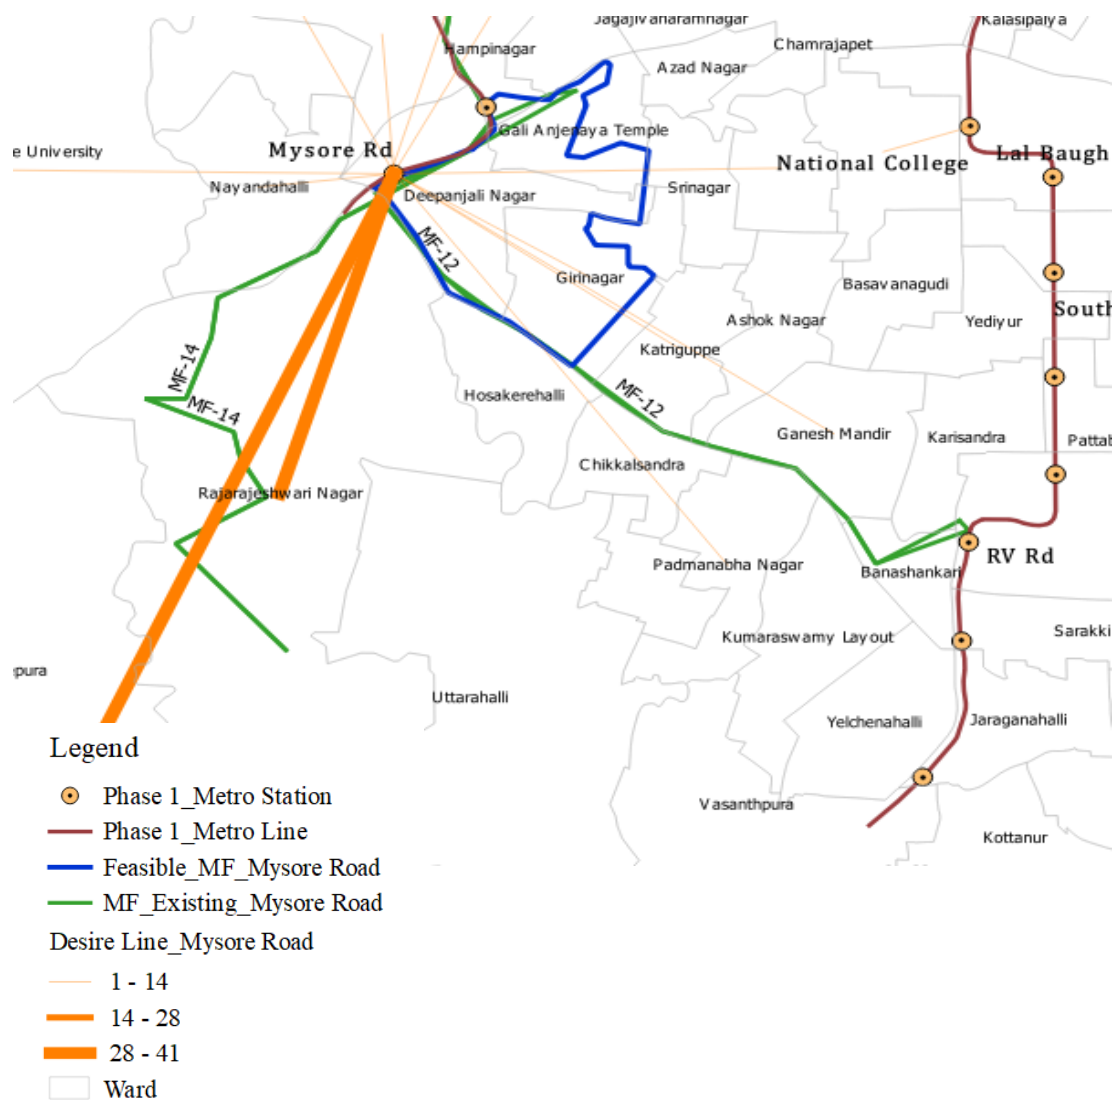 Jagajivanaramnagar
Kalasipalya
Hampinagar
Chamrajapet
Azad Nagar
Gali Anjenaya Temple
e University
Mysore Rd
National College
Lal Baugh
Nayandahalli
Deepanjali Nagar
Srinagar
MF-12
Girinagar
Basavanagudi
South
Ashok Nagar
Yediyur
Katriguppe
MF-14
MF-14
MF-12
Hosakerehalli
Ganesh Mandir
Karisandra
Pattab
Chikkalsandra
Rajarajeshwari Nagar
RV Rd
Padmanabha Nagar
Banashankari
Kumaraswamy Layout
Sarakki
pura
Uttarahalli
Yelchenahalli
Jaraganahalli
Vasanthpura
Kottanur
Legend
Phase 1_Metro Station
Phase 1_Metro Line
Feasible_MF_Mysore Road
MF_Existing_Mysore Road
Desire Line_Mysore Road
1 - 14
14 - 28
28 - 41
Ward